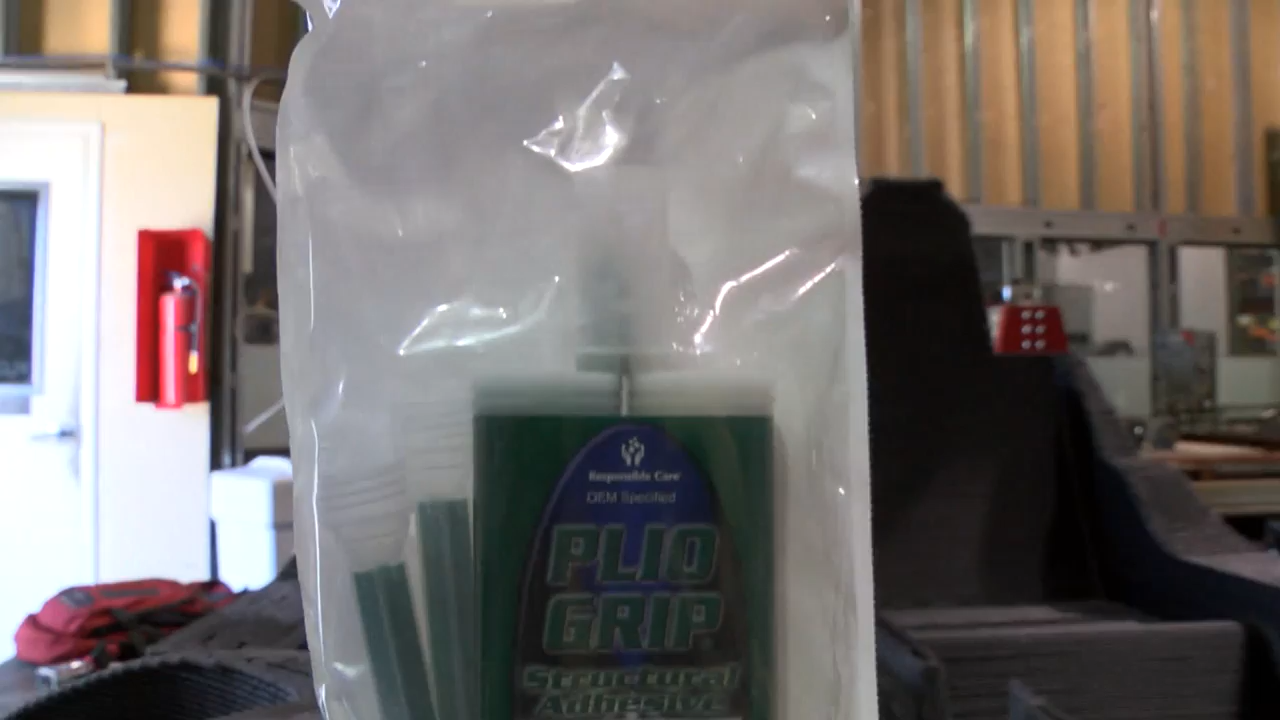 Responsible Care
OEM Specified
PLIO
GRIP
Structural
Adhesive